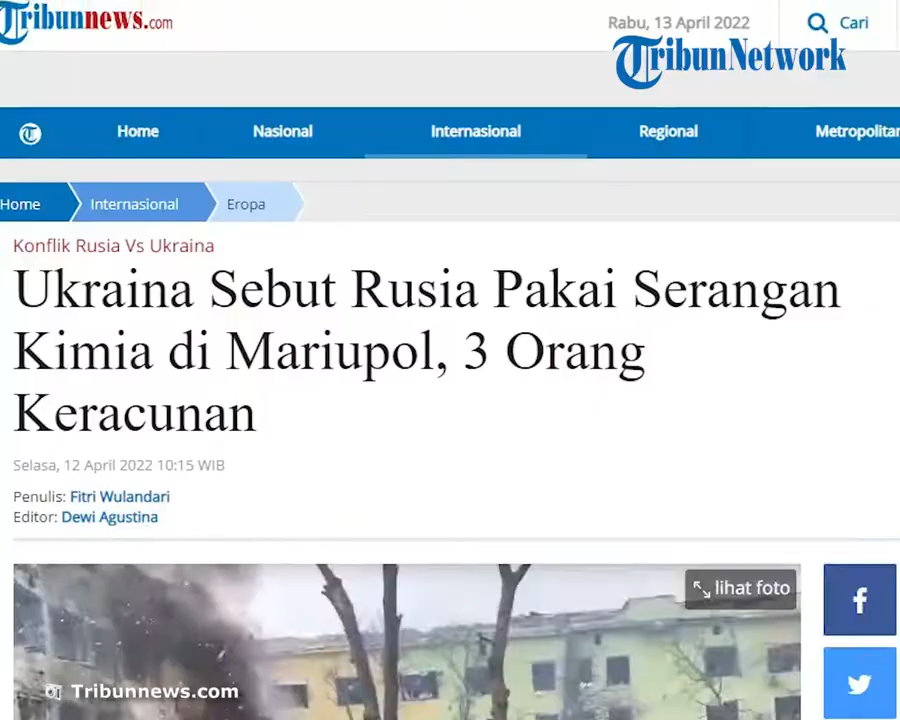 Tribunnews.com
Rabu, 13 April 2022
Cari
TribunNetwork
Home
Nasional
Internasional
Regional
Metropolitan
Home
Internasional
Eropa
Konflik Rusia Vs Ukraina
Ukraina Sebut Rusia Pakai Serangan
Kimia di Mariupol, 3 Orang
Keracunan
Selasa, 12 April 2022 10:15 WIB
Penulis: Fitri Wulandari
Editor: Dewi Agustina
lihat foto
Tribunnews.com